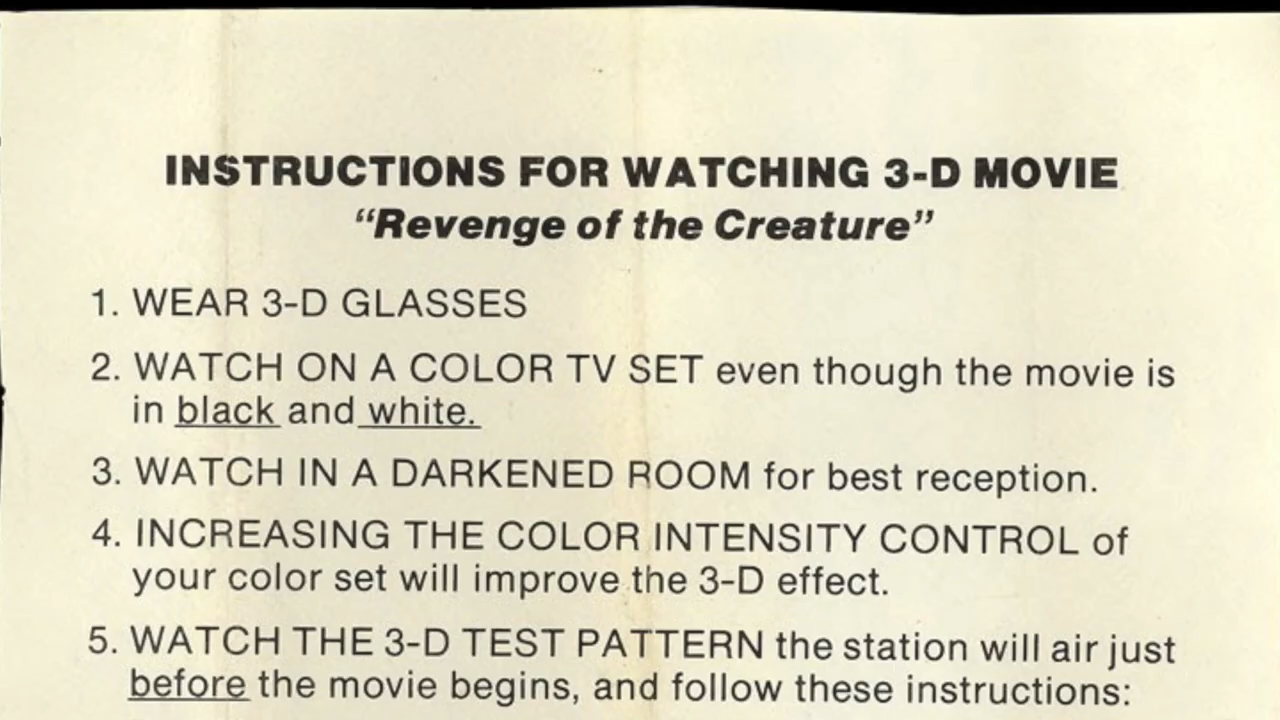 INSTRUCTIONS FOR WATCHING 3-D MOVIE
“Revenge of the Creature”
1. WEAR 3-D GLASSES
2. WATCH ON A COLOR TV SET even though the movie is
in black and white.
3. WATCH IN A DARKENED ROOM for best reception.
4. INCREASING THE COLOR INTENSITY CONTROL of
your color set will improve the 3-D effect.
5. WATCH THE 3-D TEST PATTERN the station will air just
before the movie begins, and follow these instructions: